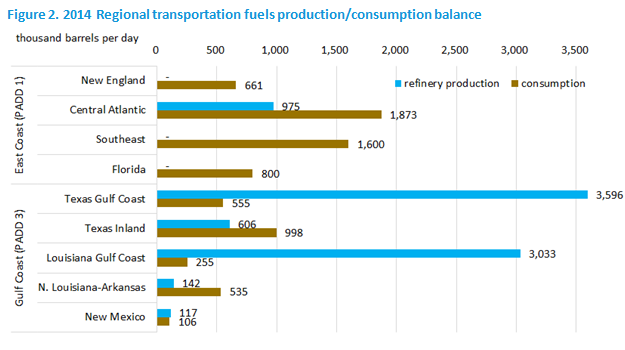 Figure 2. 2014 Regional transportation fuels production/consumption balance
thousand barrels per day
0 500 1,000 1,500 2,000 2,500 3,000 3,500
refinery production consumption
East Coast (PADD 1)
New England - 661
Central Atlantic 975 1,873
Southeast - 1,600
Florida - 800
Gulf Coast (PADD 3)
Texas Gulf Coast 3,596 555
Texas Inland 606 998
Louisiana Gulf Coast 3,033 255
N. Louisiana-Arkansas 142 535
New Mexico 117 106